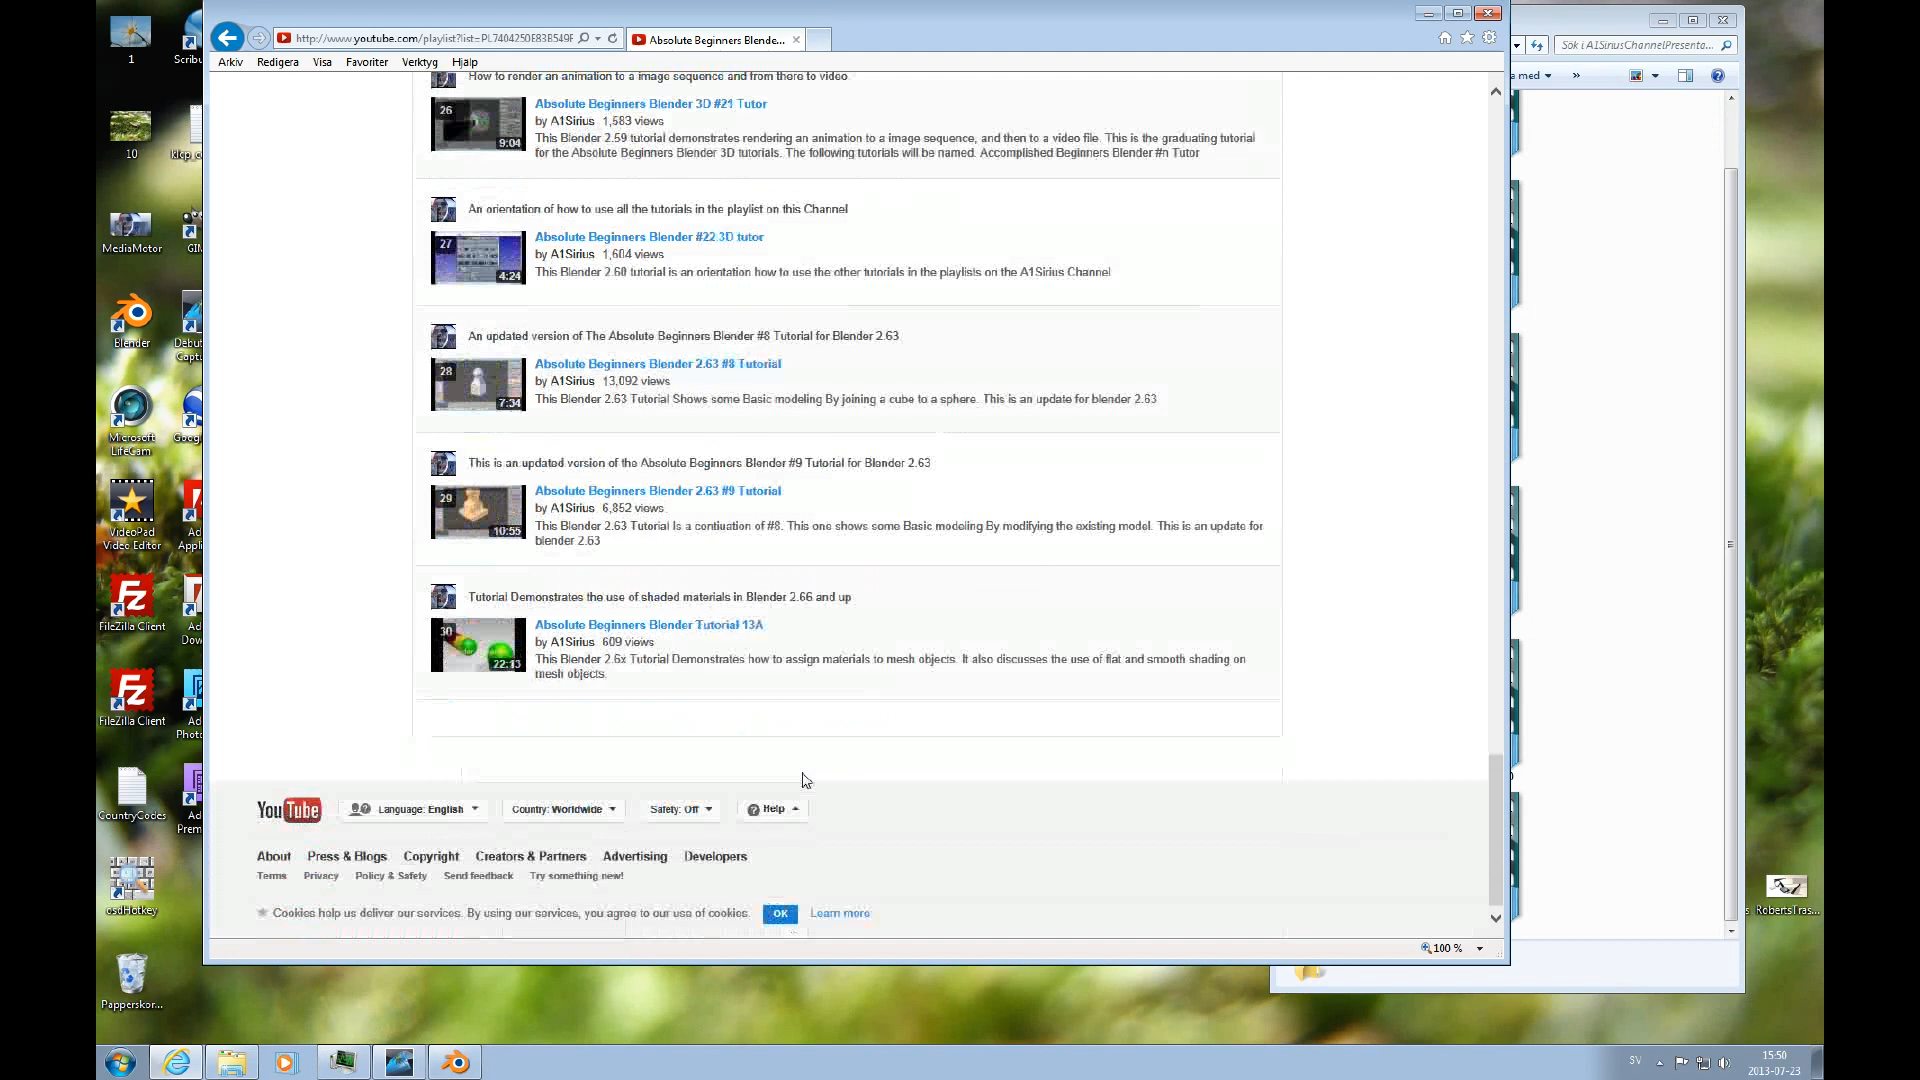 http://www.youtube.com/playlist?list=PL7404250E83B549F
Absolute Beginners Blende...
Sök i A1SiriusChannelPresenta...
Arkiv Redigera Visa Favoriter Verktyg Hjälp
a med
How to render an animation to a image sequence and from there to video.
26
9:04
Absolute Beginners Blender 3D #21 Tutor
by A1Sirius 1,583 views
This Blender 2.59 tutorial demonstrates rendering an animation to a image sequence, and then to a video file. This is the graduating tutorial
for the Absolute Beginners Blender 3D tutorials. The following tutorials will be named. Accomplished Beginners Blender #n Tutor
An orientation of how to use all the tutorials in the playlist on this Channel
27
4:24
Absolute Beginners Blender #22 3D tutor
by A1Sirius 1,604 views
This Blender 2.60 tutorial is an orientation how to use the other tutorials in the playlists on the A1Sirius Channel
An updated version of The Absolute Beginners Blender #8 Tutorial for Blender 2.63
28
7:34
Absolute Beginners Blender 2.63 #8 Tutorial
by A1Sirius 13,092 views
This Blender 2.63 Tutorial Shows some Basic modeling By joining a cube to a sphere. This is an update for blender 2.63
This is an updated version of the Absolute Beginners Blender #9 Tutorial for Blender 2.63
29
10:55
Absolute Beginners Blender 2.63 #9 Tutorial
by A1Sirius 6,852 views
This Blender 2.63 Tutorial Is a contiuation of #8. This one shows some Basic modeling By modifying the existing model. This is an update for
blender 2.63
Tutorial Demonstrates the use of shaded materials in Blender 2.66 and up
30
22:13
Absolute Beginners Blender Tutorial 13A
by A1Sirius 609 views
This Blender 2.6x Tutorial Demonstrates how to assign materials to mesh objects. It also discusses the use of flat and smooth shading on
mesh objects.
YouTube Language: English Country: Worldwide Safety: Off Help
About Press & Blogs Copyright Creators & Partners Advertising Developers
Terms Privacy Policy & Safety Send feedback Try something new!
Cookies help us deliver our services. By using our services, you agree to our use of cookies. OK Learn more
100 %
1
Scribu
10
MediaMotor
GIM
Blender
Debut
Captu
Microsoft
LifeCam
Goog
VideoPad
Video Editor
Ad
Appli
FileZilla Client
Ad
Dow
FileZilla Client
Ad
Photo
CountryCodes
Ad
Prem
osdHotkey
Papperskor...
RobertsTras...
SV
15:50
2013-07-23